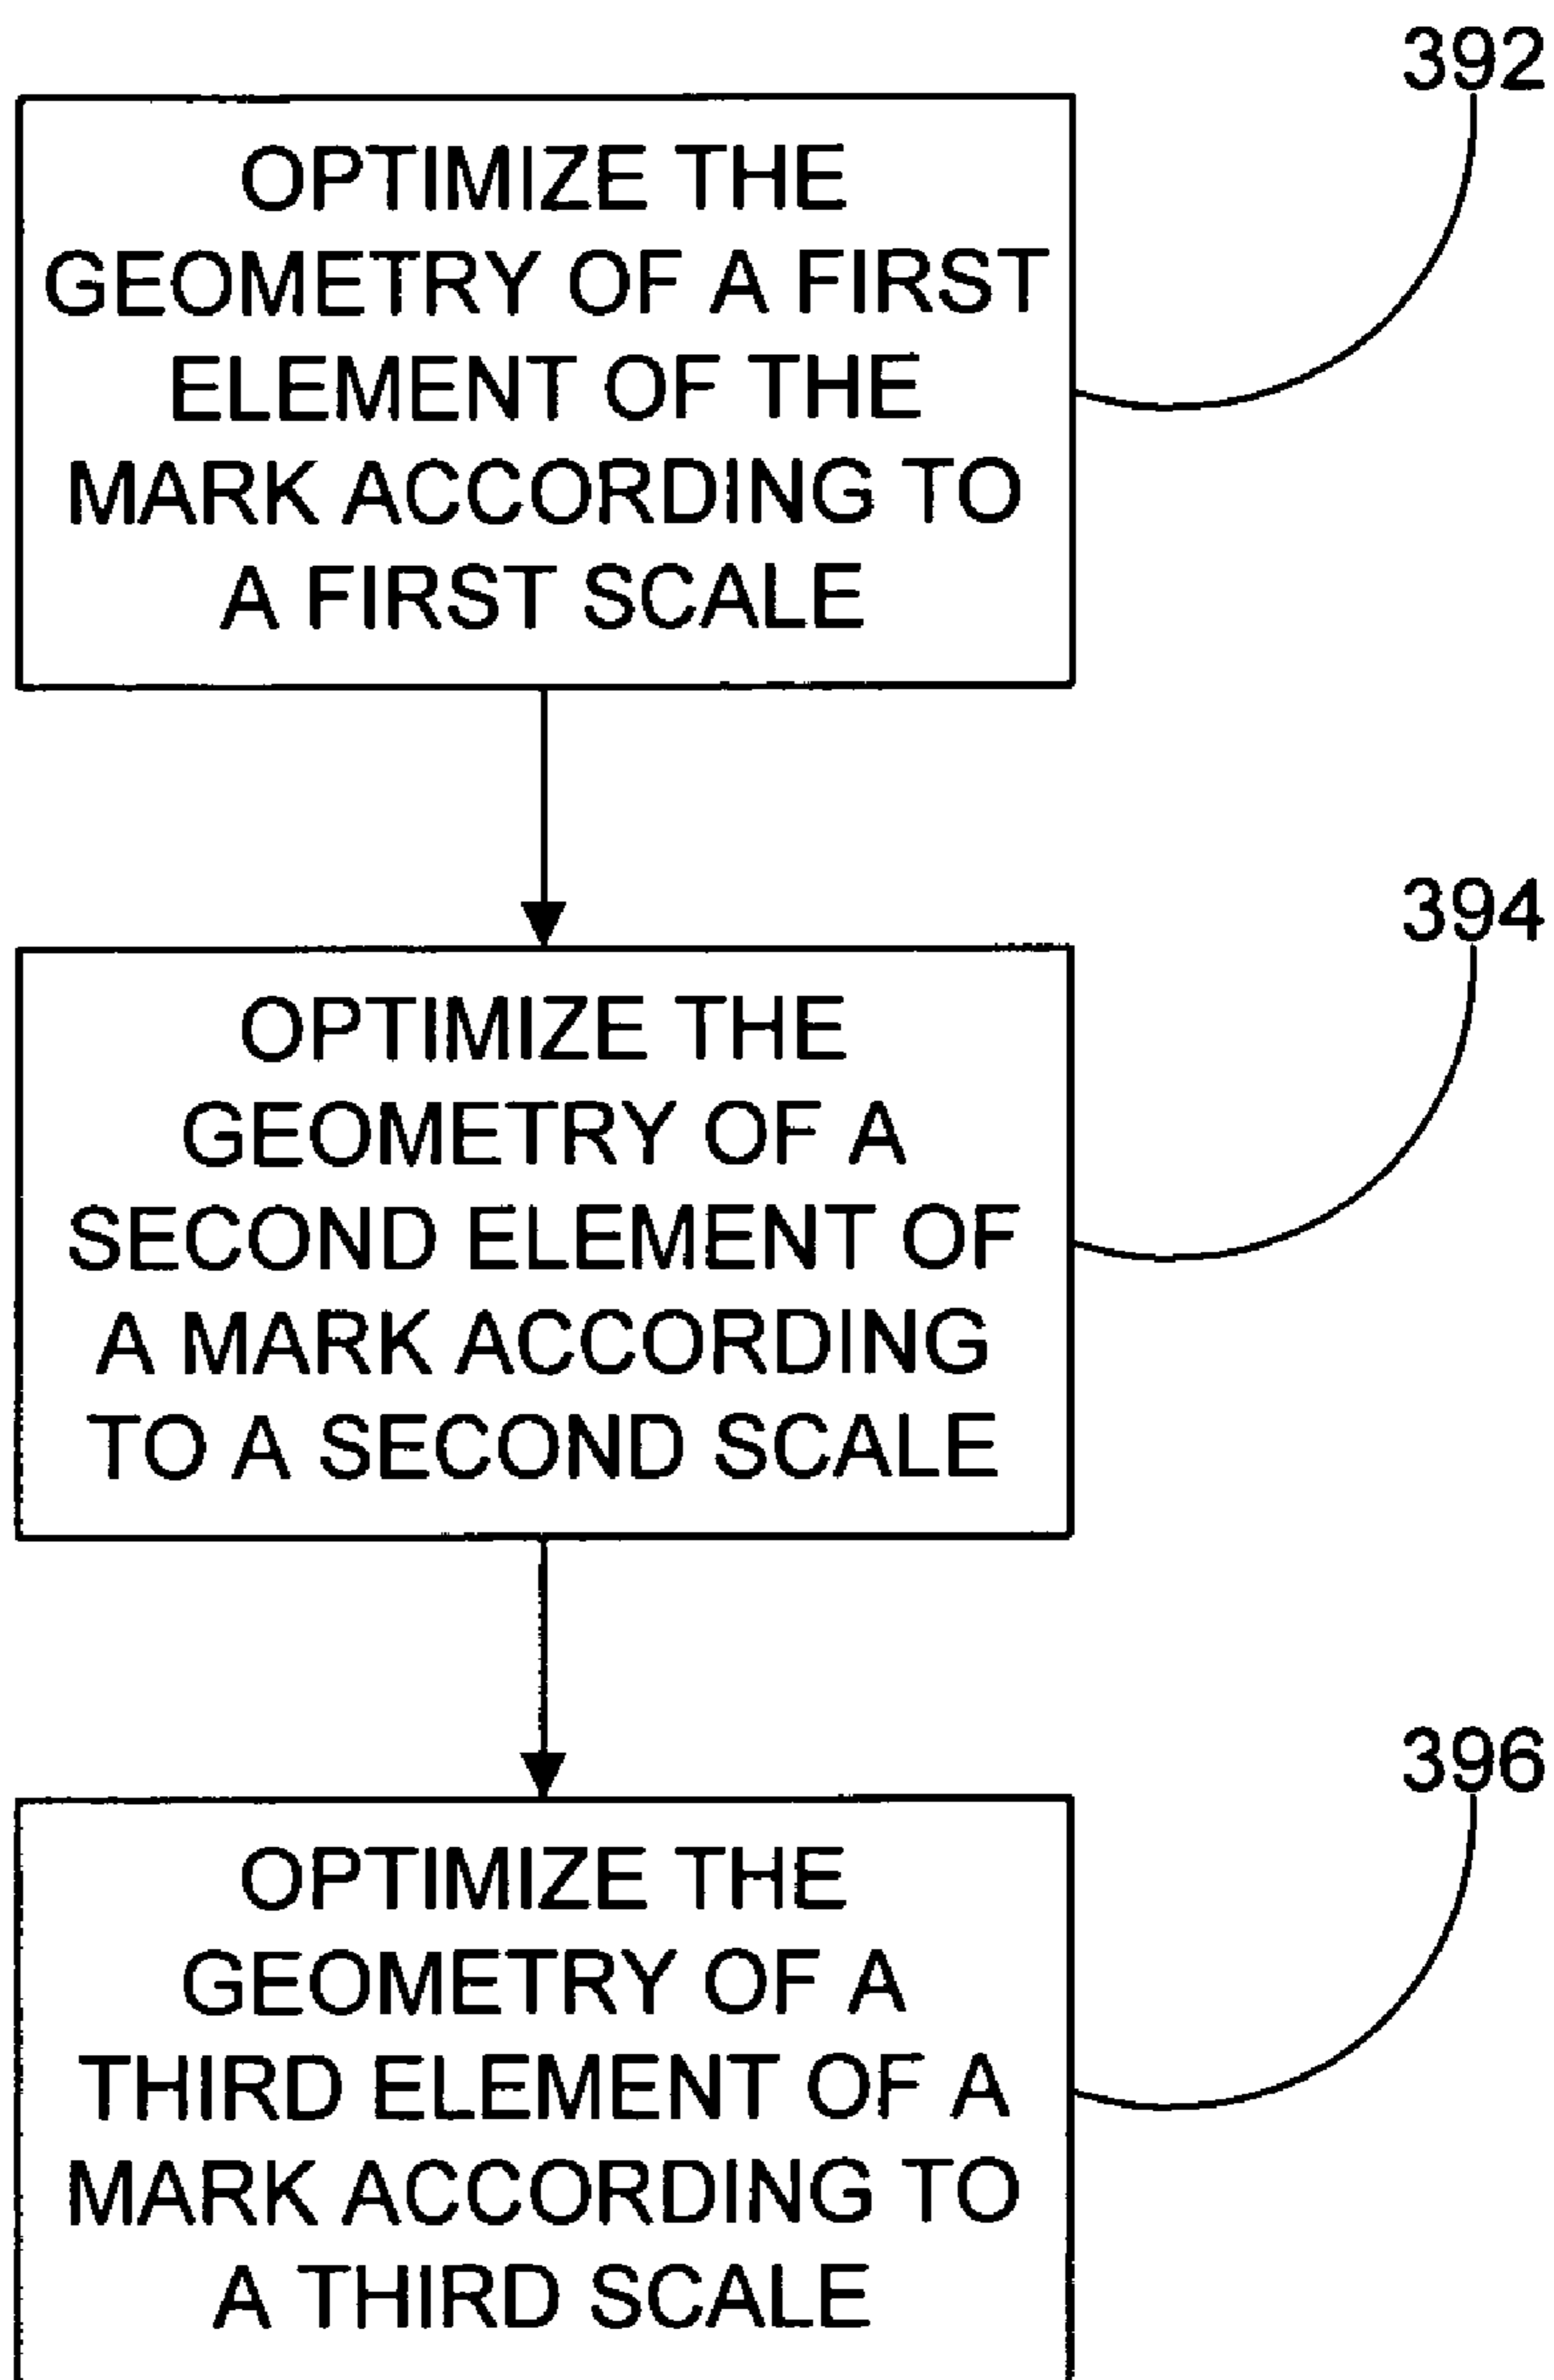 392
OPTIMIZE THE
GEOMETRY OF A FIRST
ELEMENT OF THE
MARK ACCORDING TO
A FIRST SCALE
394
OPTIMIZE THE
GEOMETRY OF A
SECOND ELEMENT OF
A MARK ACCORDING
TO A SECOND SCALE
396
OPTIMIZE THE
GEOMETRY OF A
THIRD ELEMENT OF A
MARK ACCORDING TO
A THIRD SCALE